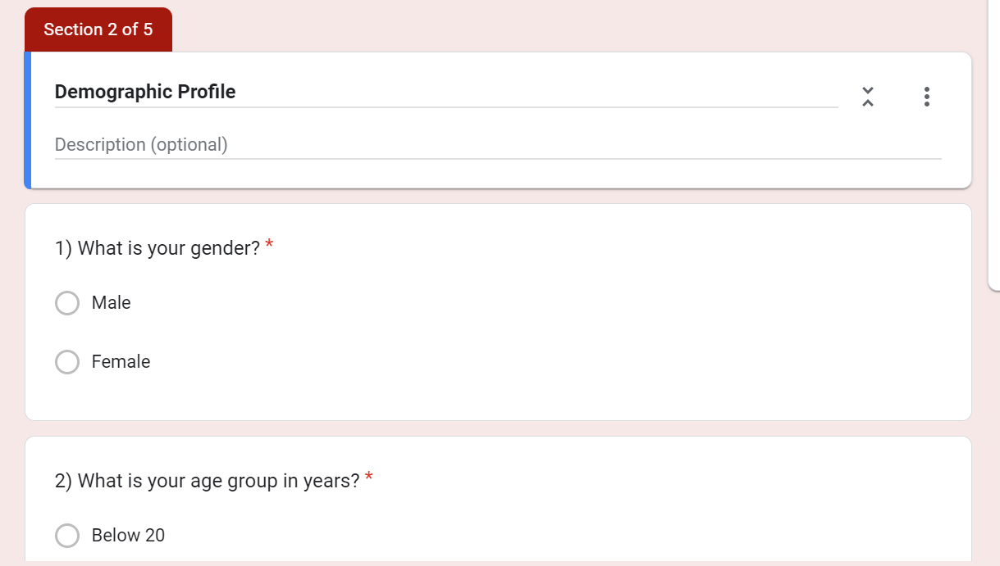 Section 2 of 5
Demographic Profile
Description (optional)
1) What is your gender? *
Male
Female
2) What is your age group in years? *
Below 20